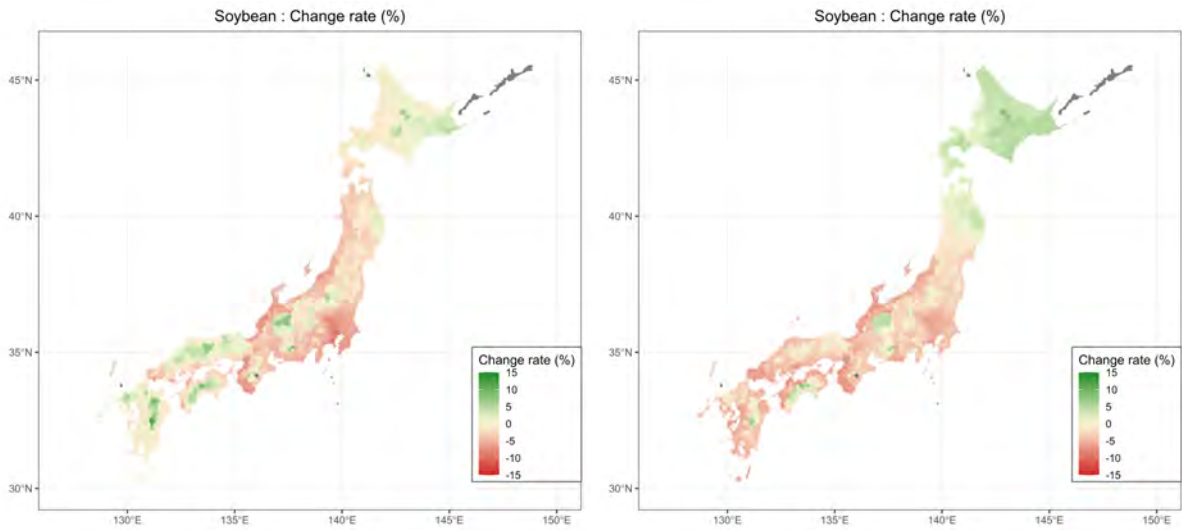 Soybean : Change rate (%)
45°N
40°N
35°N
30°N
130°E 135°E 140°E 145°E 150°E
Change rate (%)
15
10
5
0
-5
-10
-15
Soybean : Change rate (%)
45°N
40°N
35°N
30°N
130°E 135°E 140°E 145°E 150°E
Change rate (%)
15
10
5
0
-5
-10
-15